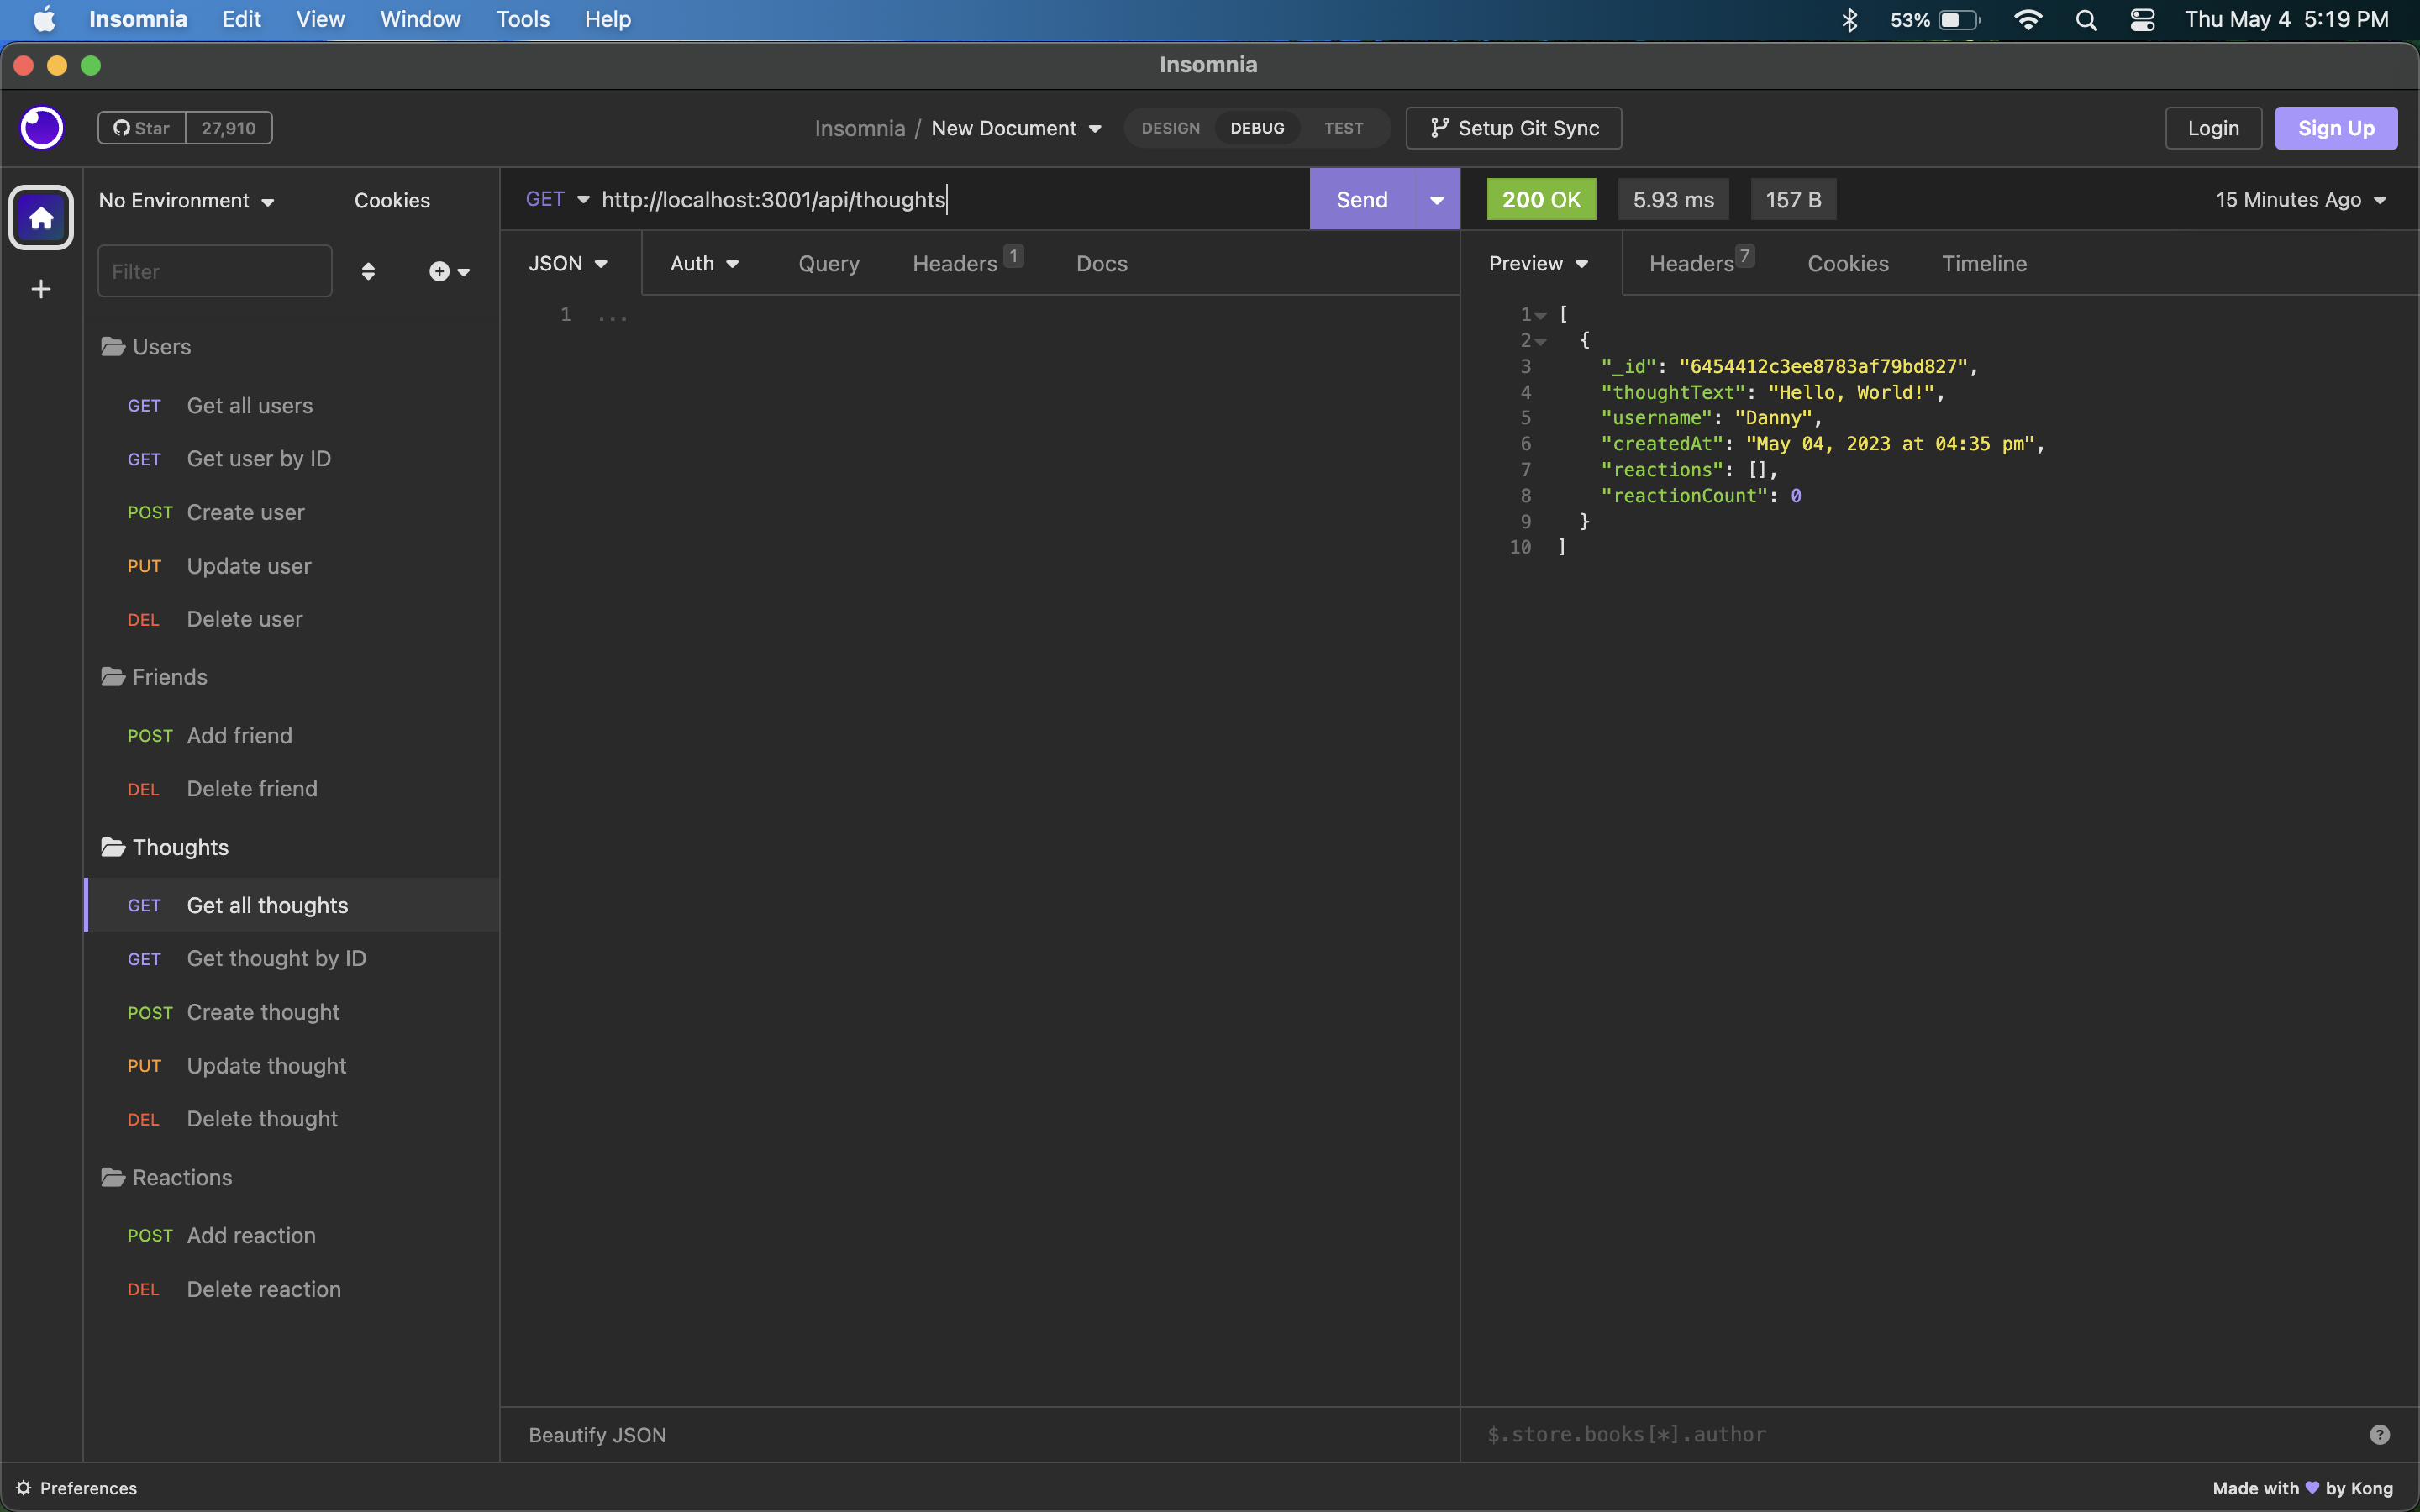 Insomnia Edit View Window Tools Help 53% Thu May 4 5:19 PM
Insomnia
Star 27,910 Insomnia / New Document DESIGN DEBUG TEST Setup Git Sync Login Sign Up
No Environment Cookies
Filter
Users
GET Get all users
GET Get user by ID
POST Create user
PUT Update user
DEL Delete user
Friends
POST Add friend
DEL Delete friend
Thoughts
GET Get all thoughts
GET Get thought by ID
POST Create thought
PUT Update thought
DEL Delete thought
Reactions
POST Add reaction
DEL Delete reaction
GET http://localhost:3001/api/thoughts Send
JSON Auth Query Headers 1 Docs
1 ...
Beautify JSON
200 OK 5.93 ms 157 B 15 Minutes Ago
Preview Headers 7 Cookies Timeline
1 [
2 {
3 "_id": "6454412c3ee8783af79bd827",
4 "thoughtText": "Hello, World!",
5 "username": "Danny",
6 "createdAt": "May 04, 2023 at 04:35 pm",
7 "reactions": [],
8 "reactionCount": 0
9 }
10 ]
$.store.books[*].author ?
Preferences Made with 💜 by Kong